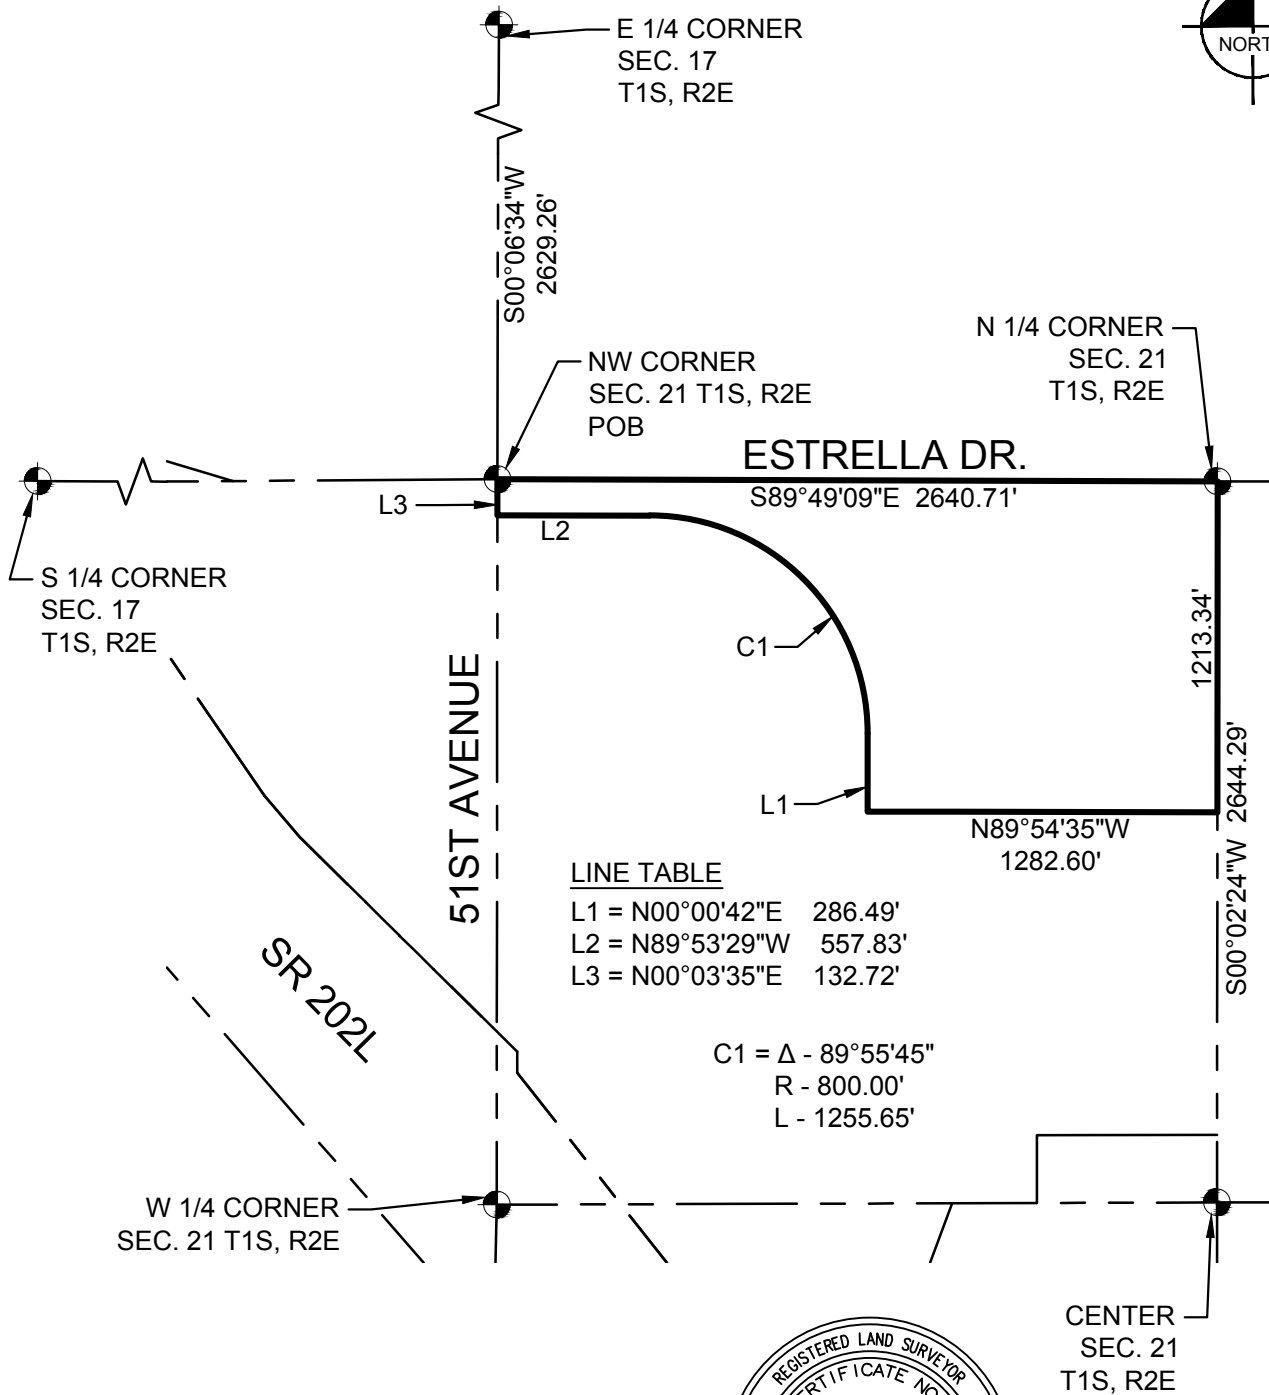 E 1/4 CORNER
SEC. 17
T1S, R2E
S00°06'34"W
2629.26'
N 1/4 CORNER
SEC. 21
T1S, R2E
NW CORNER
SEC. 21 T1S, R2E
POB
ESTRELLA DR.
S89°49'09"E 2640.71'
L3
L2
S 1/4 CORNER
SEC. 17
T1S, R2E
C1
1213.34'
51ST AVENUE
L1
N89°54'35"W
1282.60'
S00°02'24"W 2644.29'
LINE TABLE
L1 = N00°00'42"E 286.49'
L2 = N89°53'29"W 557.83'
L3 = N00°03'35"E 132.72'
SR 202L
C1 = Δ - 89°55'45"
R - 800.00'
L - 1255.65'
W 1/4 CORNER
SEC. 21 T1S, R2E
CENTER
SEC. 21
T1S, R2E
REGISTERED LAND SURVEYOR